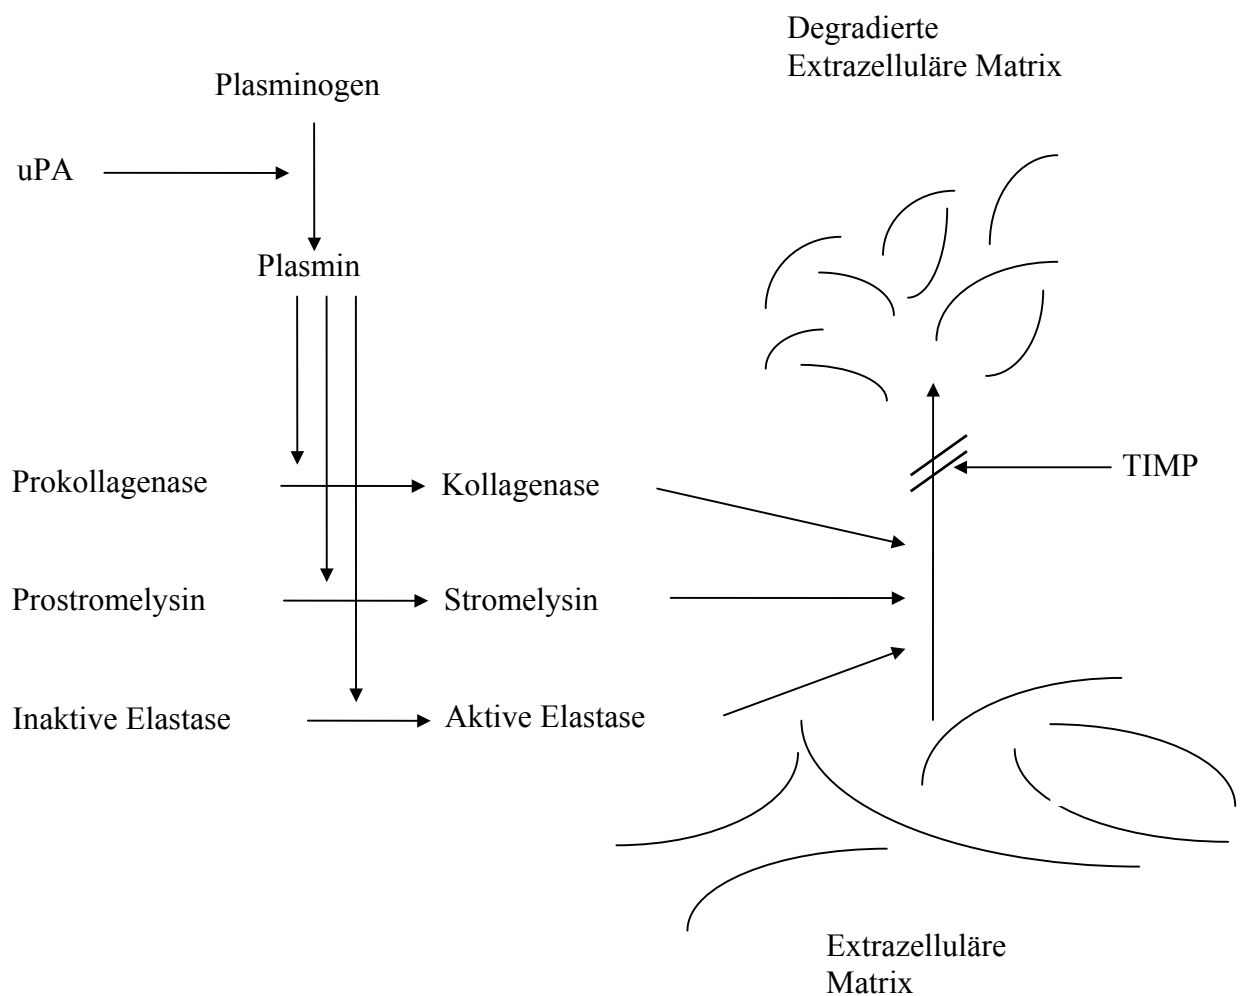 Degradierte
Extrazelluläre Matrix
Plasminogen
uPA
Plasmin
Prokollagenase
Kollagenase
TIMP
Prostromelysin
Stromelysin
Inaktive Elastase
Aktive Elastase
Extrazelluläre
Matrix